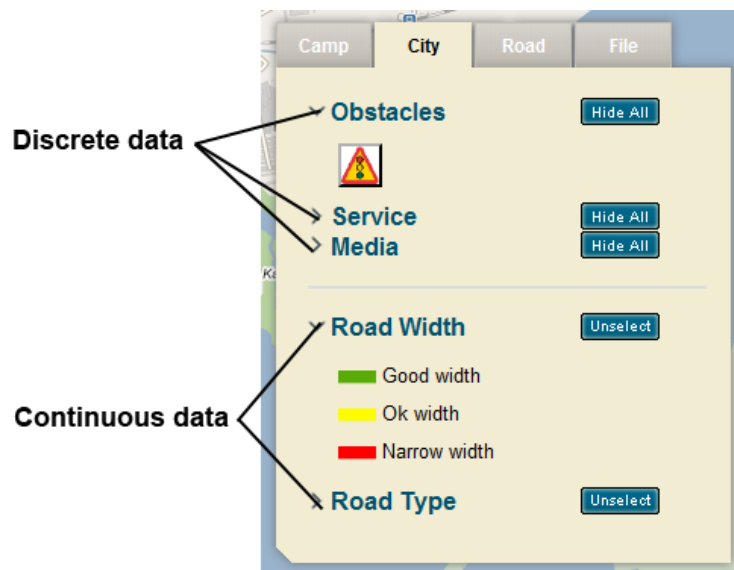 Camp City Road File
Obstacles Hide All
Discrete data
Service Hide All
Media Hide All
Road Width Unselect
Good width
Continuous data Ok width
Narrow width
Road Type Unselect